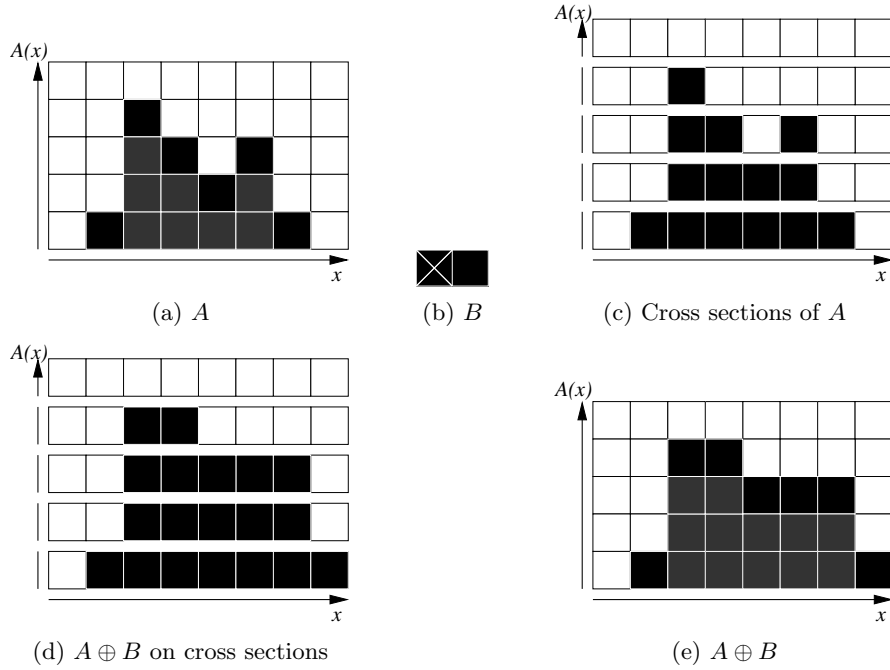 A(x)
x
(a) A
(b) B
A(x)
x
(c) Cross sections of A
A(x)
x
(d) A ⊕ B on cross sections
A(x)
x
(e) A ⊕ B